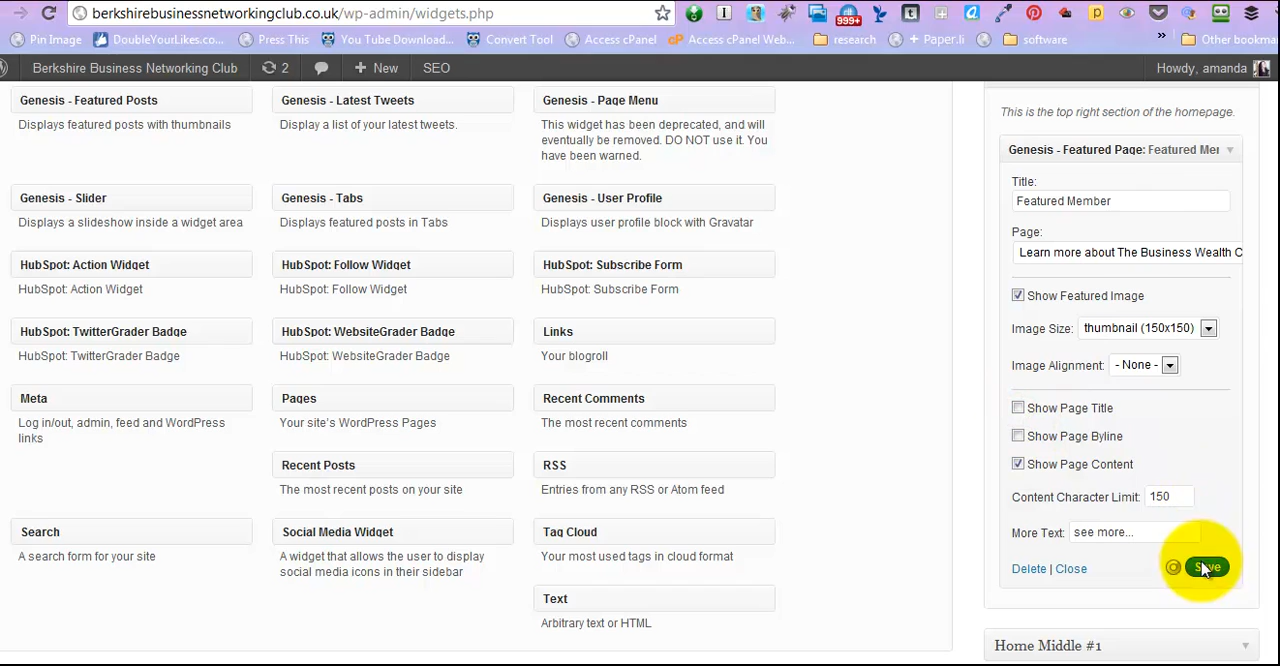 berkshirebusinessnetworkingclub.co.uk/wp-admin/widgets.php
999+
Pin Image DoubleYourLikes.co... Press This You Tube Download... Convert Tool Access cPanel Access cPanel Web... research + Paper.li software » Other bookma
Berkshire Business Networking Club 2 + New SEO Howdy, amanda
Genesis - Featured Posts
Displays featured posts with thumbnails
Genesis - Latest Tweets
Display a list of your latest tweets.
Genesis - Page Menu
This widget has been deprecated, and will
eventually be removed. DO NOT use it. You
have been warned.
Genesis - Slider
Displays a slideshow inside a widget area
Genesis - Tabs
Displays featured posts in Tabs
Genesis - User Profile
Displays user profile block with Gravatar
HubSpot: Action Widget
HubSpot: Action Widget
HubSpot: Follow Widget
HubSpot: Follow Widget
HubSpot: Subscribe Form
HubSpot: Subscribe Form
HubSpot: TwitterGrader Badge
HubSpot: TwitterGrader Badge
HubSpot: WebsiteGrader Badge
HubSpot: WebsiteGrader Badge
Links
Your blogroll
Meta
Log in/out, admin, feed and WordPress
links
Pages
Your site's WordPress Pages
Recent Comments
The most recent comments
Recent Posts
The most recent posts on your site
RSS
Entries from any RSS or Atom feed
Search
A search form for your site
Social Media Widget
A widget that allows the user to display
social media icons in their sidebar
Tag Cloud
Your most used tags in cloud format
Text
Arbitrary text or HTML
This is the top right section of the homepage.
Genesis - Featured Page: Featured Mer
Title:
Featured Member
Page:
Learn more about The Business Wealth C
Show Featured Image
Image Size: thumbnail (150x150)
Image Alignment: - None -
Show Page Title
Show Page Byline
Show Page Content
Content Character Limit: 150
More Text: see more...
Delete | Close Save
Home Middle #1